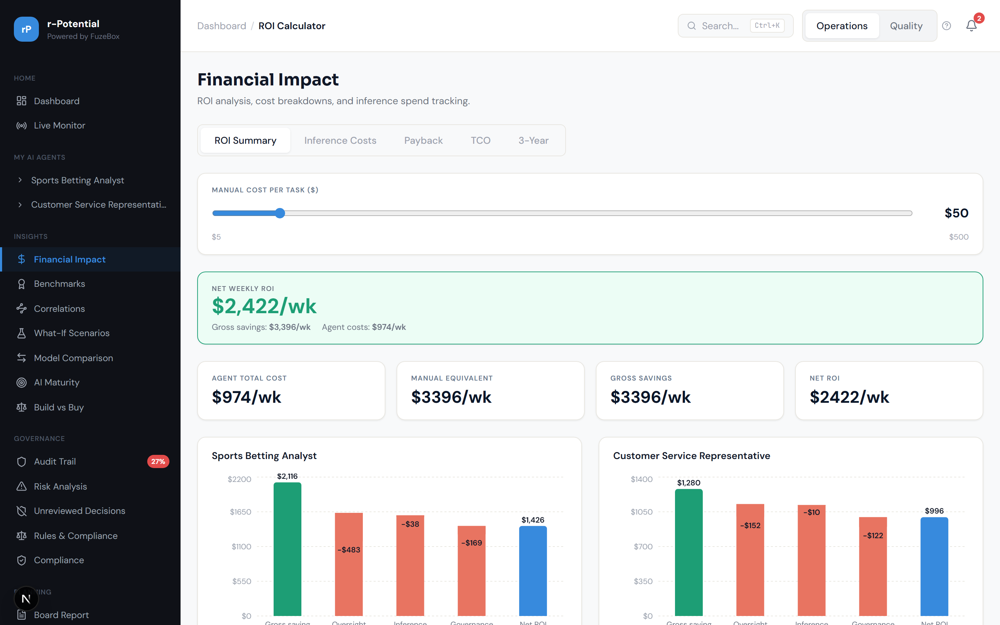 rP
r-Potential
Powered by FuzeBox
HOME
Dashboard
Live Monitor
MY AI AGENTS
Sports Betting Analyst
Customer Service Representati...
INSIGHTS
Financial Impact
Benchmarks
Correlations
What-If Scenarios
Model Comparison
AI Maturity
Build vs Buy
GOVERNANCE
Audit Trail 27%
Risk Analysis
Unreviewed Decisions
Rules & Compliance
Compliance
N
Board Report
Dashboard / ROI Calculator
Search... Ctrl+K
Operations Quality
2
Financial Impact
ROI analysis, cost breakdowns, and inference spend tracking.
ROI Summary Inference Costs Payback TCO 3-Year
MANUAL COST PER TASK ($)
$50
$5 $500
NET WEEKLY ROI
$2,422/wk
Gross savings: $3,396/wk Agent costs: $974/wk
AGENT TOTAL COST
$974/wk
MANUAL EQUIVALENT
$3396/wk
GROSS SAVINGS
$3396/wk
NET ROI
$2422/wk
Sports Betting Analyst
$2200
$1650
$1100
$550
$0
$2,116
-$483
-$38
-$169
$1,426
Gross saving Oversight Inference Governance Net ROI
Customer Service Representative
$1400
$1050
$700
$350
$0
$1,280
-$152
-$10
-$122
$996
Gross saving Oversight Inference Governance Net ROI